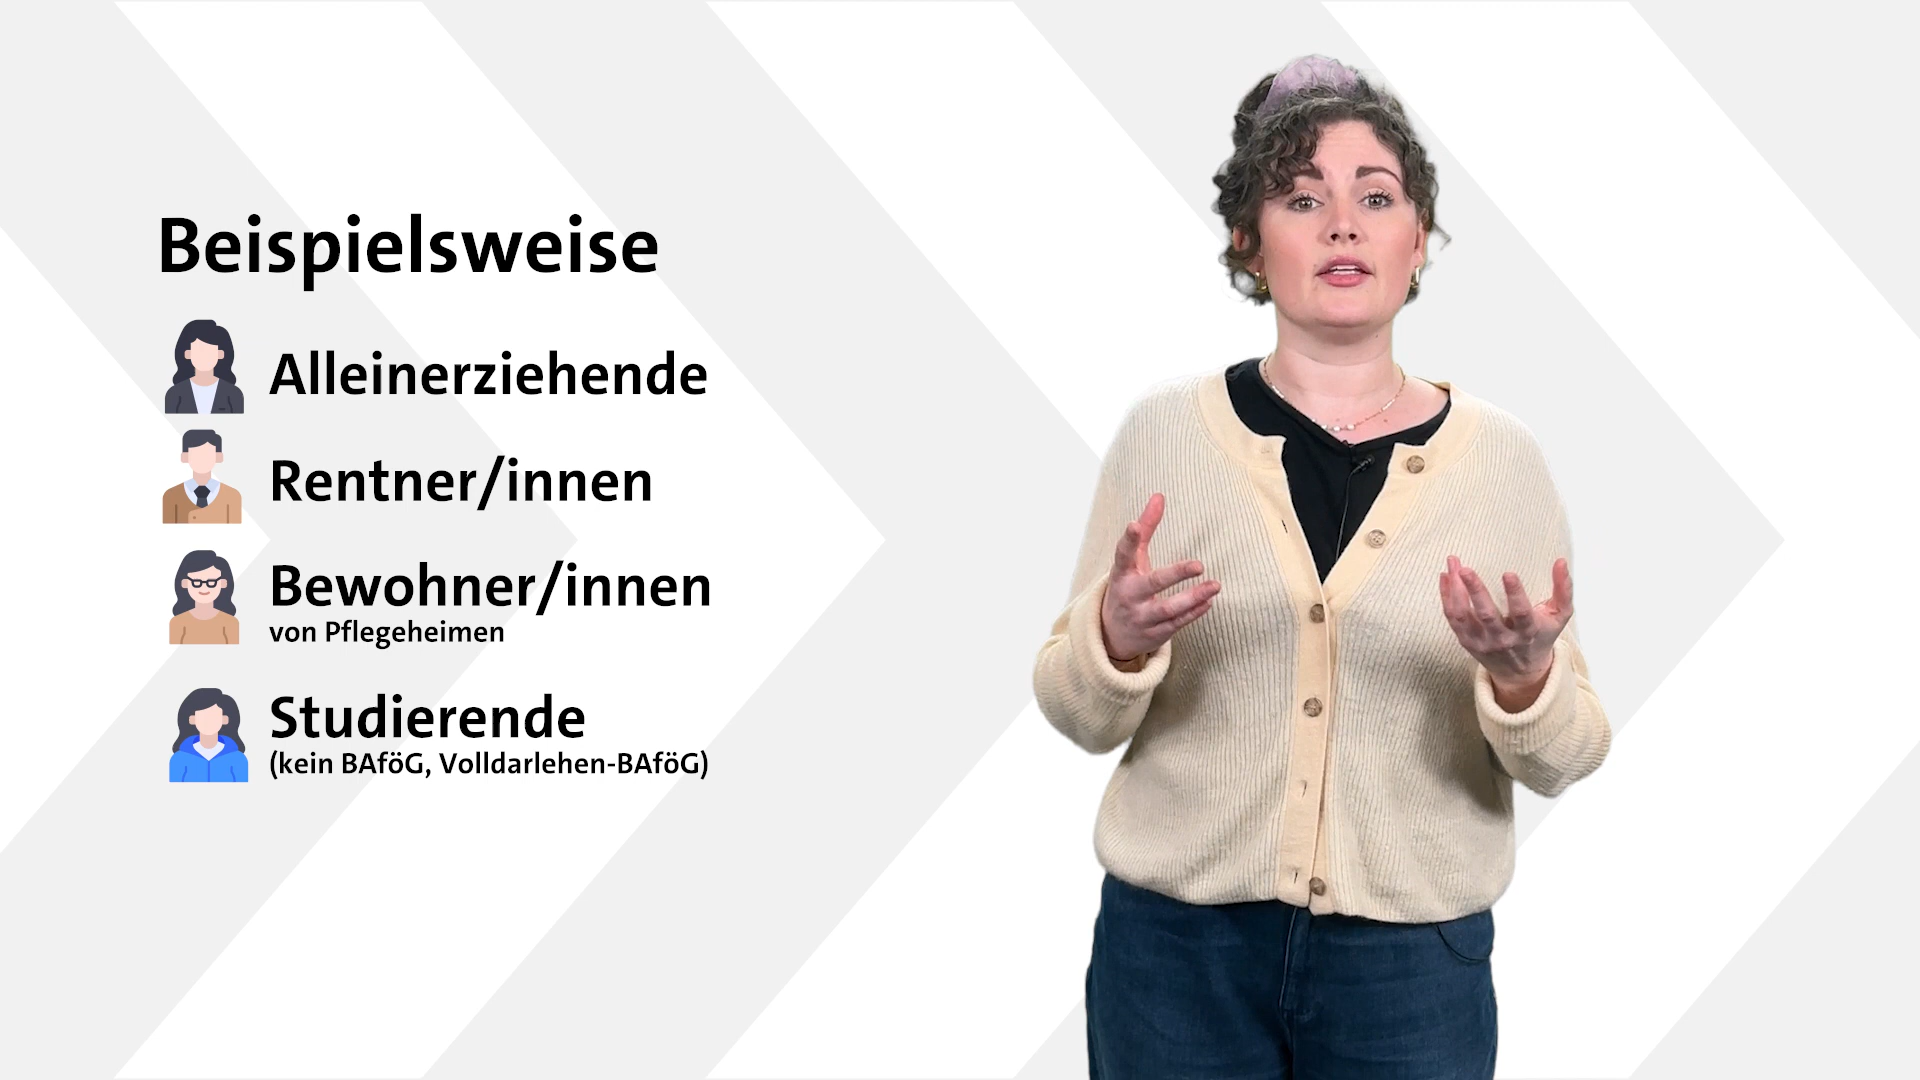 Beispielsweise
Alleinerziehende
Rentner/innen
Bewohner/innen
von Pflegeheimen
Studierende
(kein BAföG, Volldarlehen-BAföG)